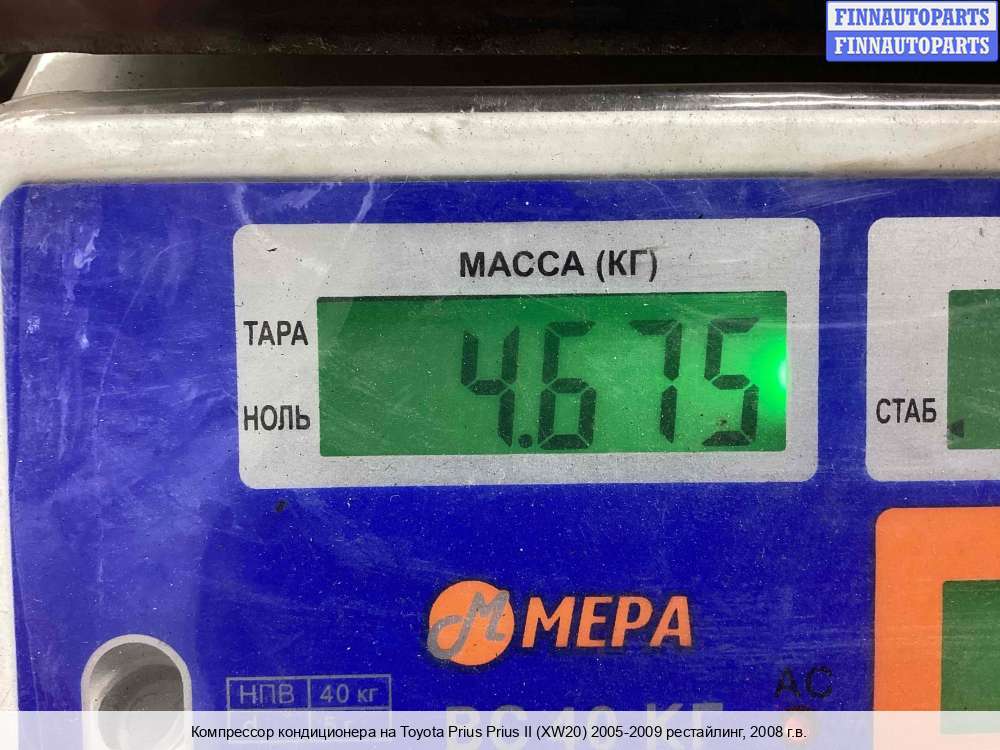 FINNAUTOPARTS
FINNAUTOPARTS
МАССА (КГ)
ТАРА
4.675
НОЛЬ
СТАБ
М МЕРА
АС
НПВ 40 кг
Компрессор кондиционера на Toyota Prius Prius II (XW20) 2005-2009 рестайлинг, 2008 г.в.